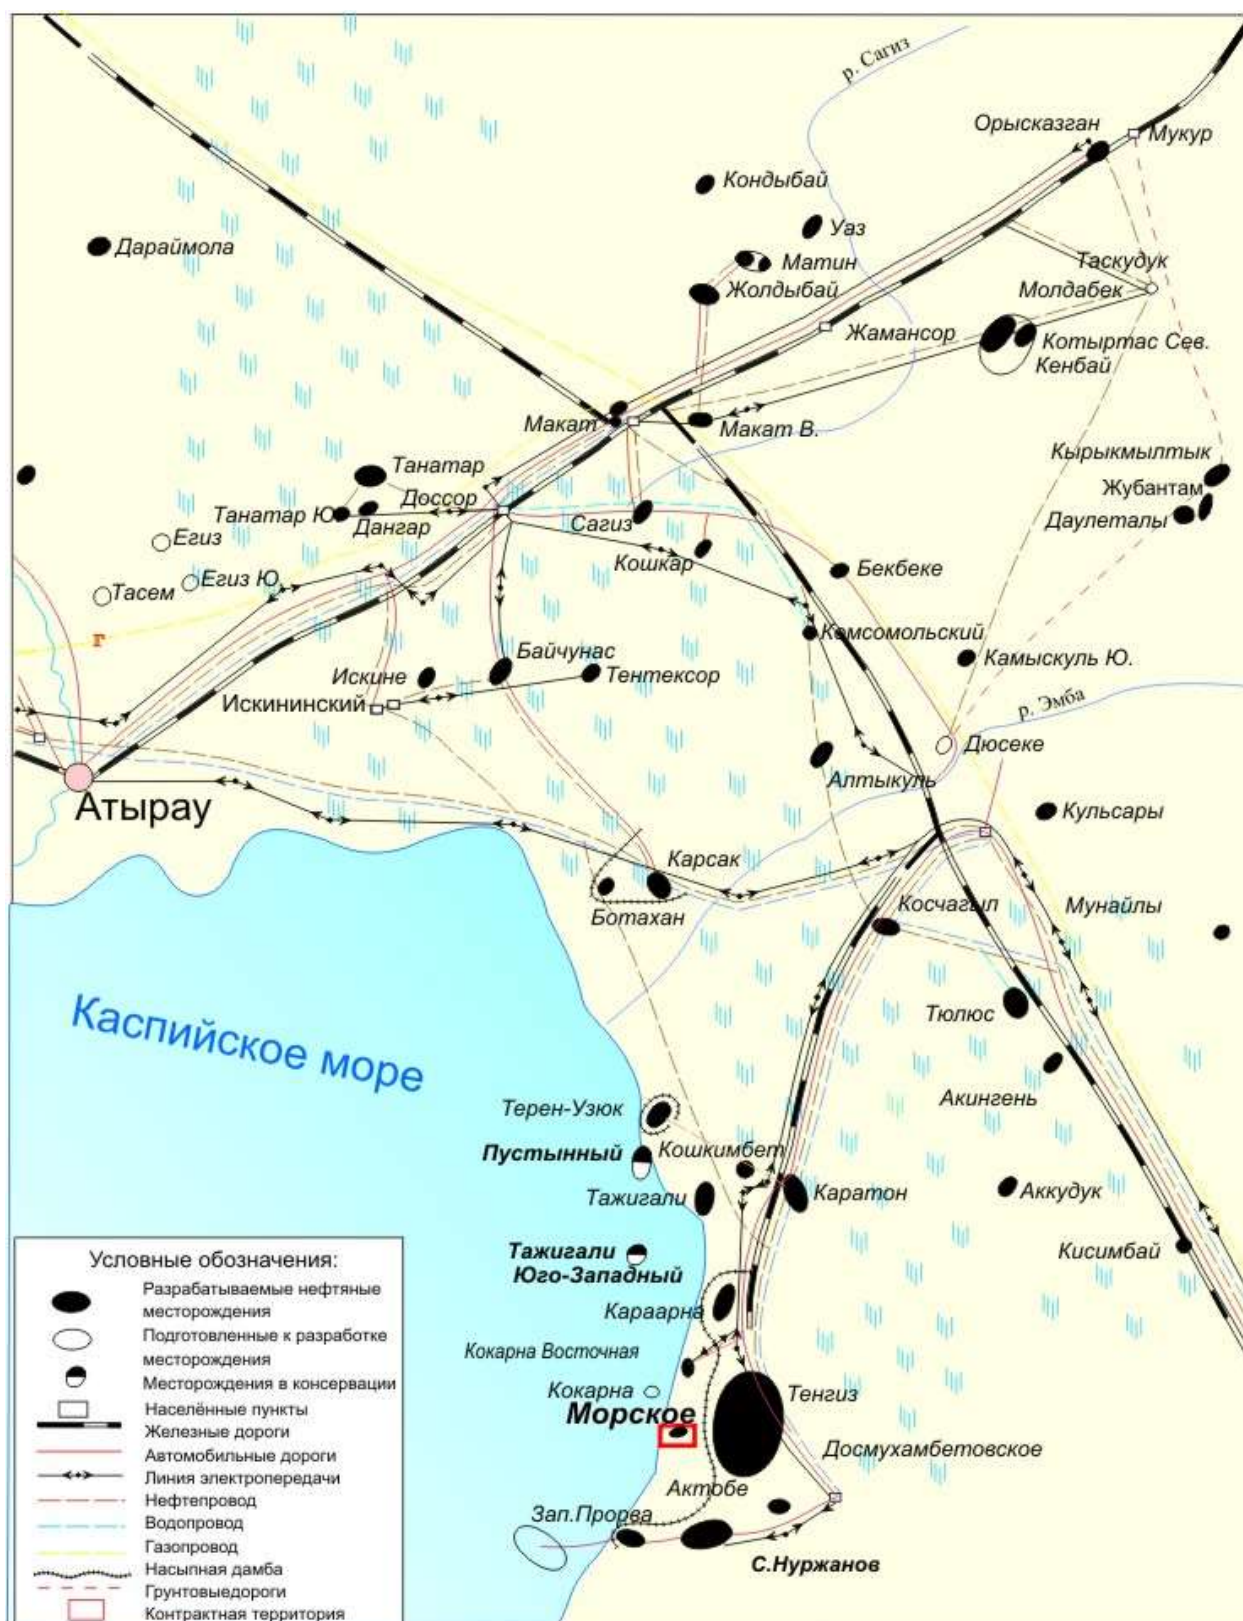 р. Сагиз
Орысказган
Мукур
Кондыбай
Уаз
Дараймола
Матин
Таскудук
Жолдыбай
Молдабек
Жамансор
Котыртас Сев.
Кенбай
Макат
Макат В.
Танатар
Кырыкмылтык
Доссор
Жубантам
Танатар Ю.
Дангар
Сагиз
Даулеталы
Егиз
Кошкар
Бекбеке
Егиз Ю.
Тасем
Г
Комсомольский
Байчунас
Камыскуль Ю.
Искине
Тентексор
Искининский
р. Эмба
Дюсеке
Алтыкуль
Атырау
Кульсары
Карсак
Ботахан
Косчагыл
Мунайлы
Каспийское море
Тюлюс
Акингень
Терен-Узюк
Пустынный
Кошкимбет
Тажигали
Каратон
Аккудук
Тажигали
Юго-Западный
Кисимбай
Караарна
Кокарна Восточная
Кокарна
Тенгиз
Морское
Досмухамбетовское
Актобе
Зап.Прорва
С.Нуржанов
Условные обозначения:
Разрабатываемые нефтяные
месторождения
Подготовленные к разработке
месторождения
Месторождения в консервации
Населённые пункты
Железные дороги
Автомобильные дороги
Линия электропередачи
Нефтепровод
Водопровод
Газопровод
Насыпная дамба
Грунтовыедороги
Контрактная территория